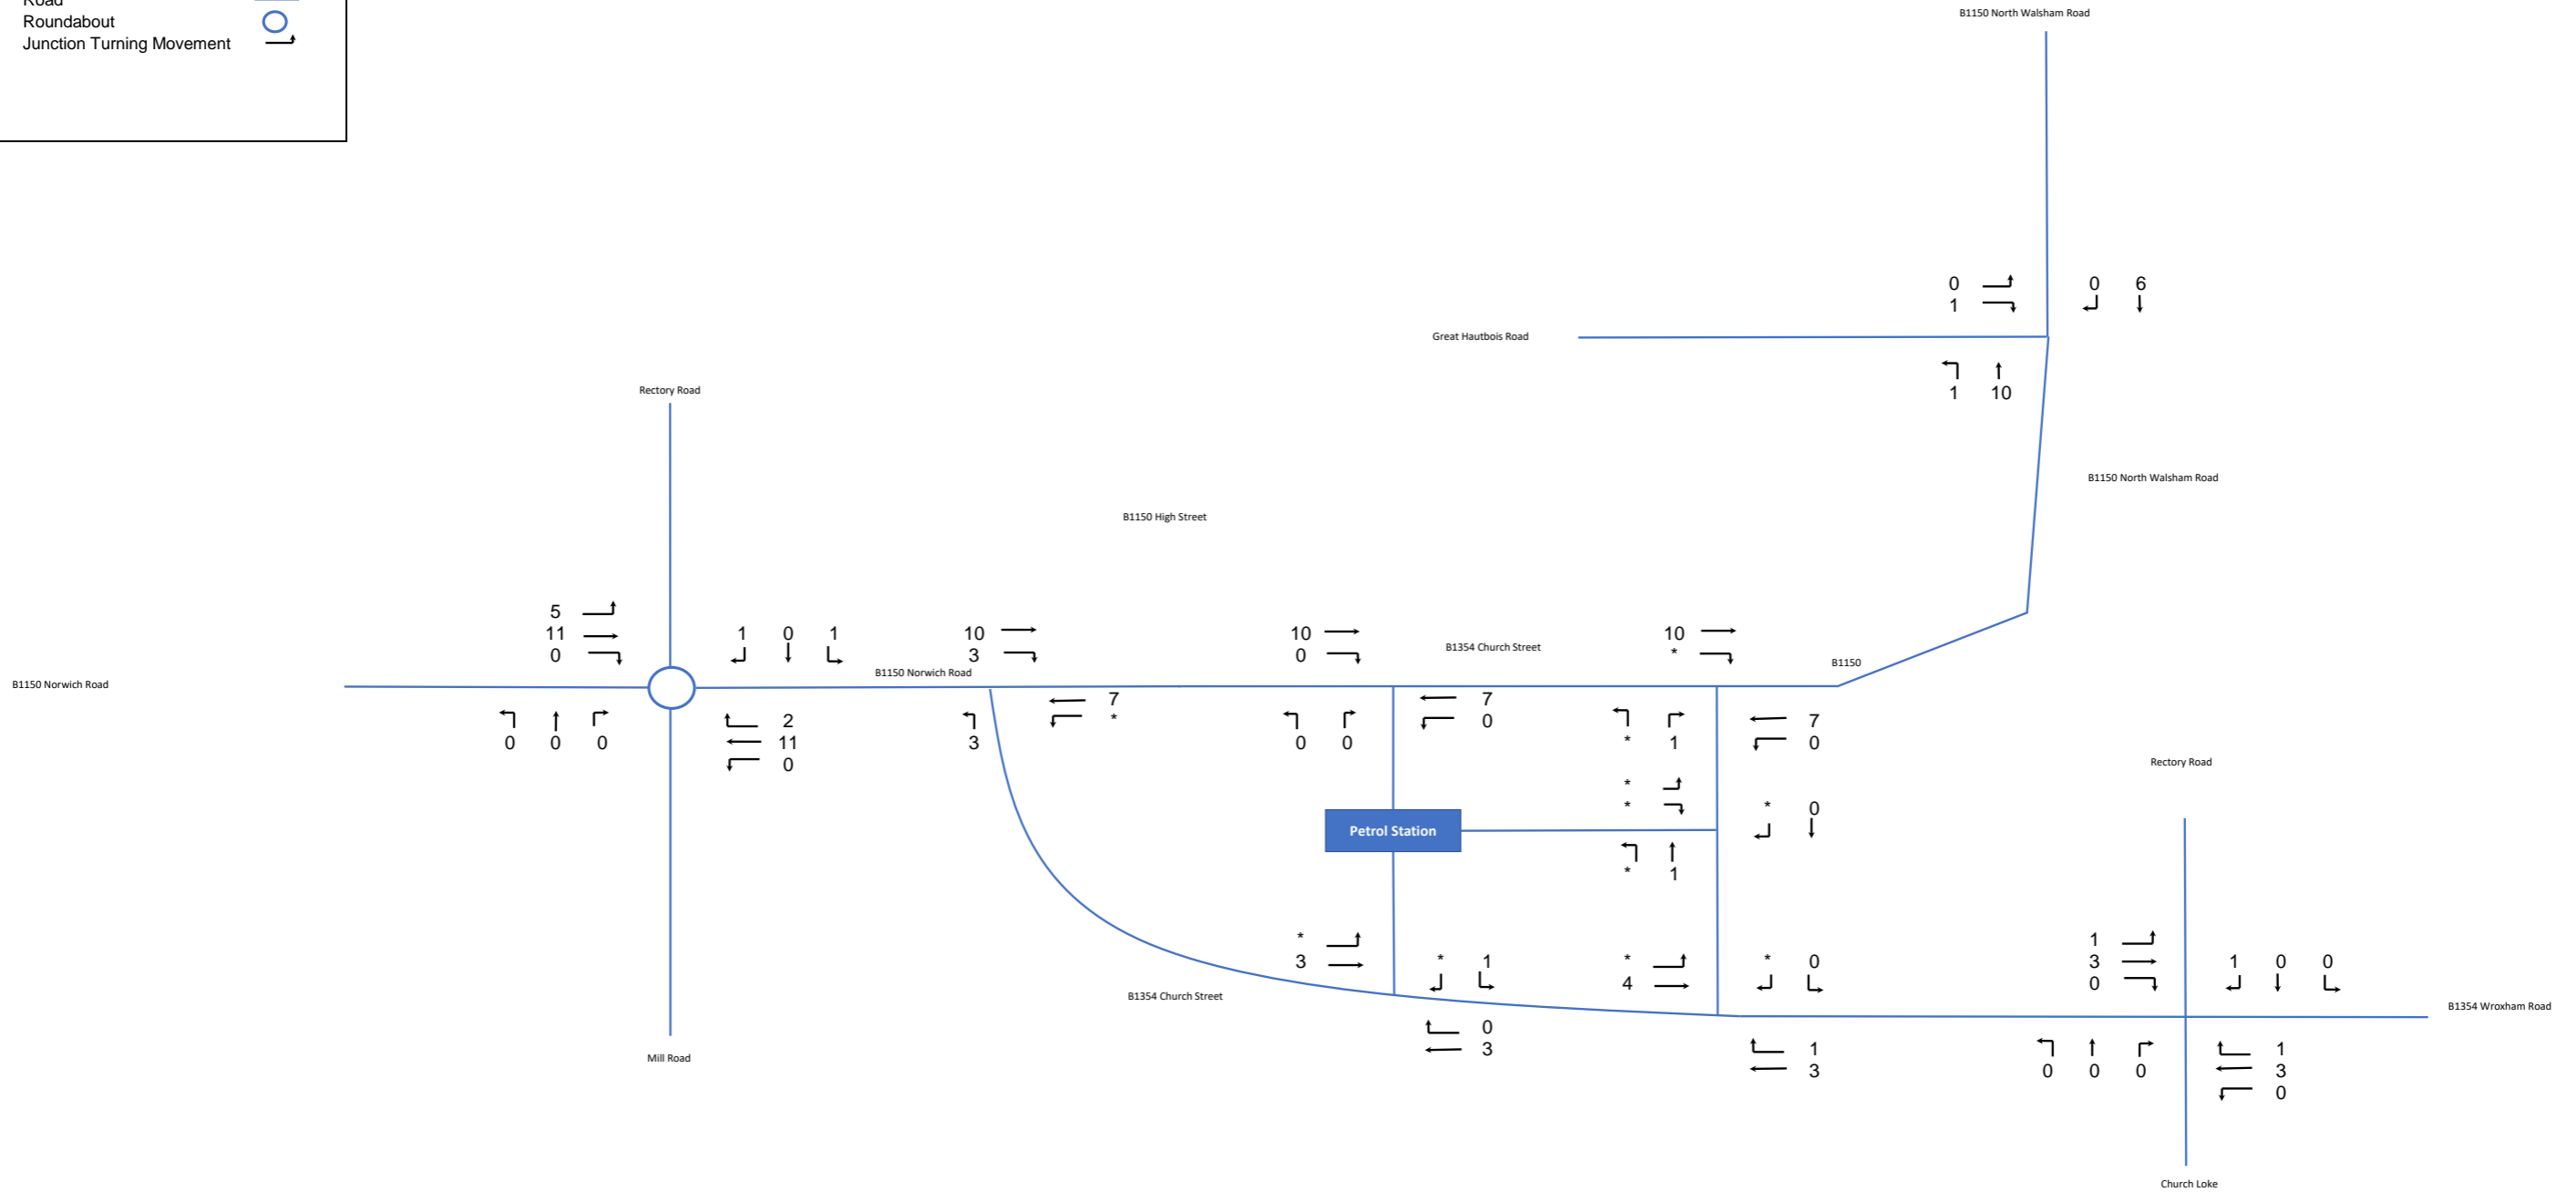 Roundabout
Junction Turning Movement
B1150 North Walsham Road
0
1
0 6
Great Hautbois Road
1 10
Rectory Road
B1150 North Walsham Road
B1150 High Street
5
11
0
1 0 1
10
3
10
0
B1354 Church Street
10
*
B1150 Norwich Road
B1150
B1150 Norwich Road
0 0 0
2
11
0
3
7
*
0 0
7
0
* 1
7
0
Rectory Road
*
*
* 0
Petrol Station
* 1
*
3
* 1
*
4
* 0
1
3
0
1 0 0
B1354 Church Street
B1354 Wroxham Road
0
3
1
3
0 0 0
1
3
0
Mill Road
Church Loke